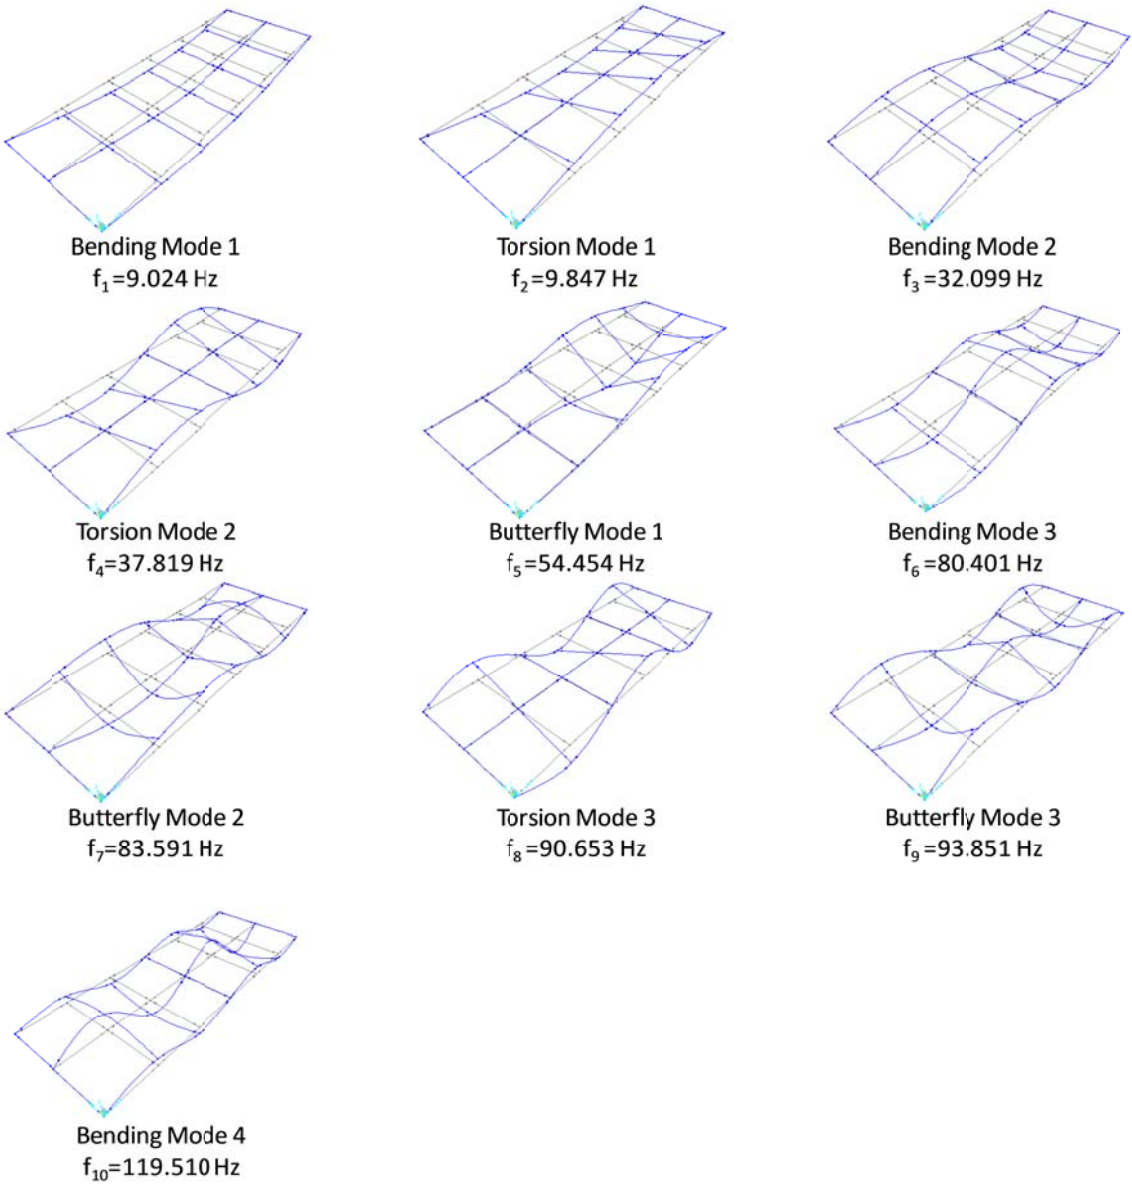 Bending Mode 1
f1=9.024 Hz
Torsion Mode 1
f2=9.847 Hz
Bending Mode 2
f3=32.099 Hz
Torsion Mode 2
f4=37.819 Hz
Butterfly Mode 1
f5=54.454 Hz
Bending Mode 3
f6=80.401 Hz
Butterfly Mode 2
f7=83.591 Hz
Torsion Mode 3
f8=90.653 Hz
Butterfly Mode 3
f9=93.851 Hz
Bending Mode 4
f10=119.510 Hz